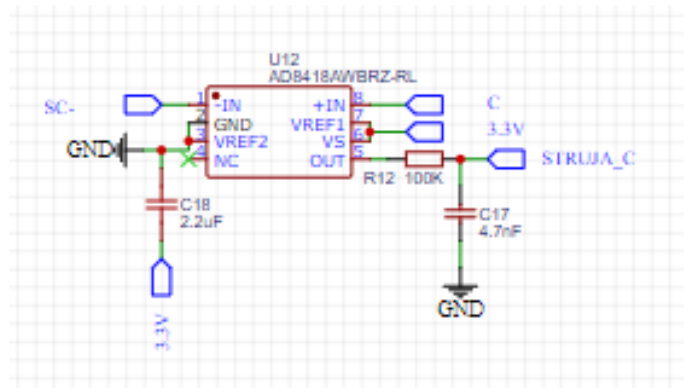 U12
AD8418AWBRZ-RL
SC-
1
-IN
+IN
8
C
2
GND
VREF1
7
3.3V
GND
3
VREF2
VS
6
4
NC
OUT
5
STRUJA_C
R12 100K
C18
2.2uF
C17
4.7nF
GND
3.3V